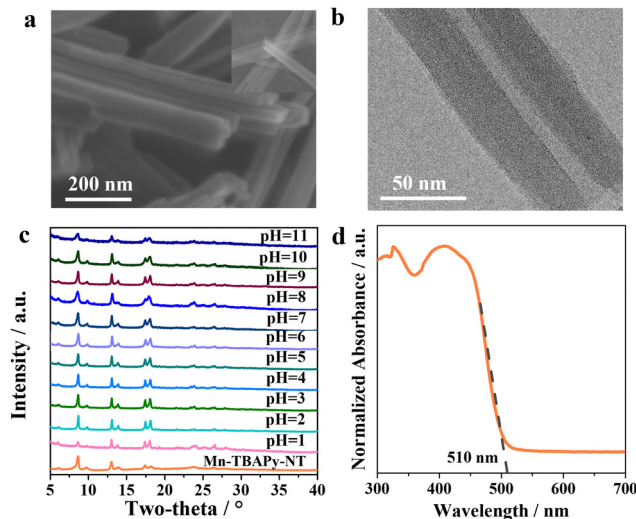 a
200 nm
b
50 nm
c
pH=11
pH=10
pH=9
pH=8
pH=7
pH=6
pH=5
pH=4
pH=3
pH=2
pH=1
Mn-TBAPy-NT
Intensity / a.u.
5 10 15 20 25 30 35 40
Two-theta / °
d
Normalized Absorbance / a.u.
510 nm
300 400 500 600 700
Wavelength / nm